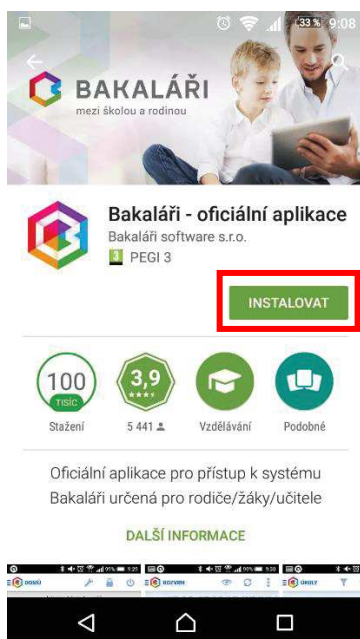 33% 9:08
BAKALÁŘI
mezi školou a rodinou
Bakaláři - oficiální aplikace
Bakaláři software s.r.o.
3 PEGI 3
INSTALOVAT
100
TISÍC
3,9
Stažení
5 441
Vzdělávání
Podobné
Oficiální aplikace pro přístup k systému
Bakaláři určená pro rodiče/žáky/učitele
DALŠÍ INFORMACE
DOMŮ
ROZVRH
ÚKOLY